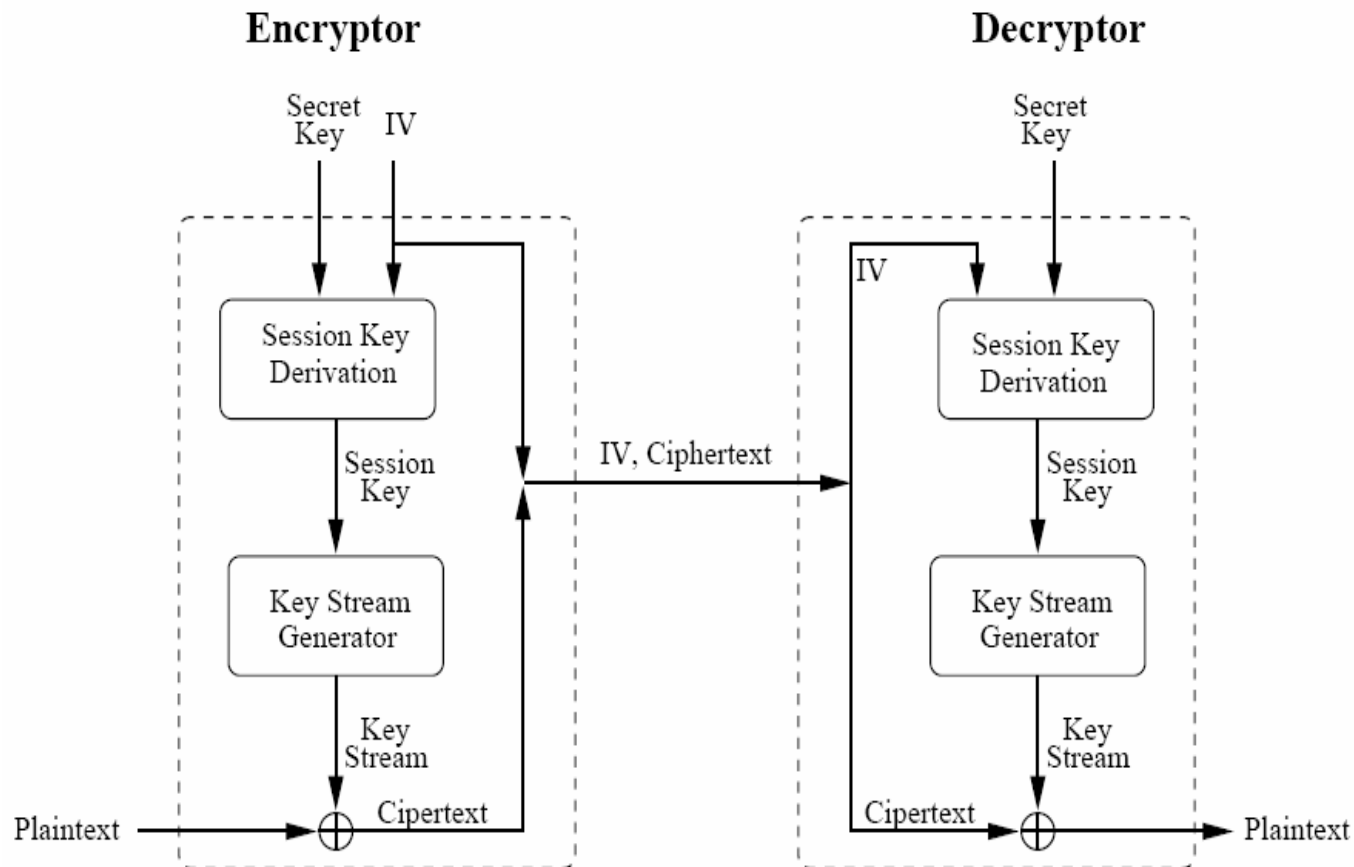 Encryptor
Decryptor
Secret
Key
IV
Secret
Key
IV
Session Key
Derivation
Session Key
Derivation
Session
Key
IV, Ciphertext
Session
Key
Key Stream
Generator
Key Stream
Generator
Key
Stream
Key
Stream
Plaintext
Cipertext
Cipertext
Plaintext